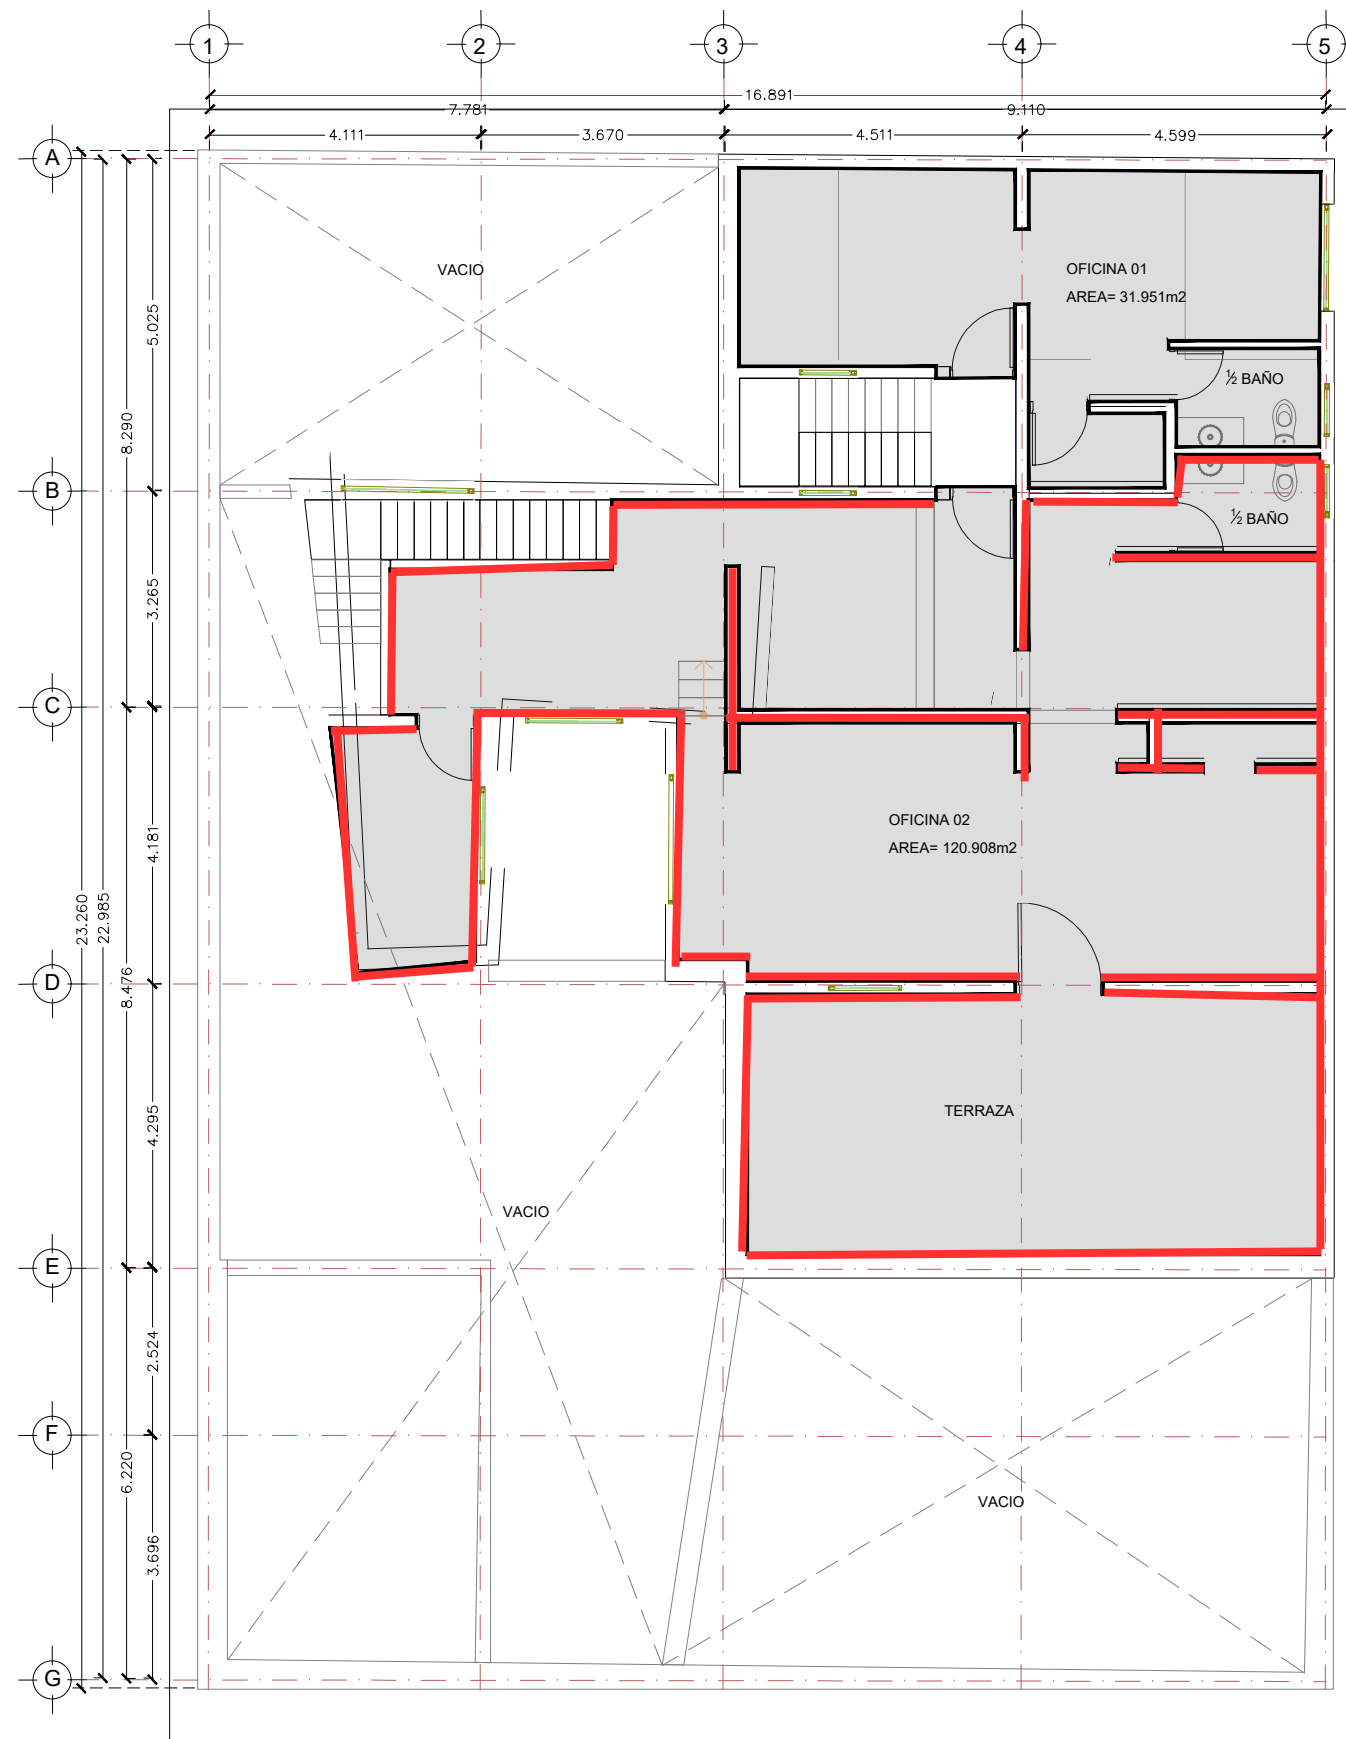 1
2
3
4
5
16.891
7.781
9.110
4.111
3.670
4.511
4.599
A
B
C
D
E
F
G
23.260
22.985
8.290
8.476
6.220
5.025
3.265
4.181
4.295
2.524
3.696
VACIO
OFICINA 01
AREA= 31.951m2
½ BAÑO
½ BAÑO
OFICINA 02
AREA= 120.908m2
TERRAZA
VACIO
VACIO